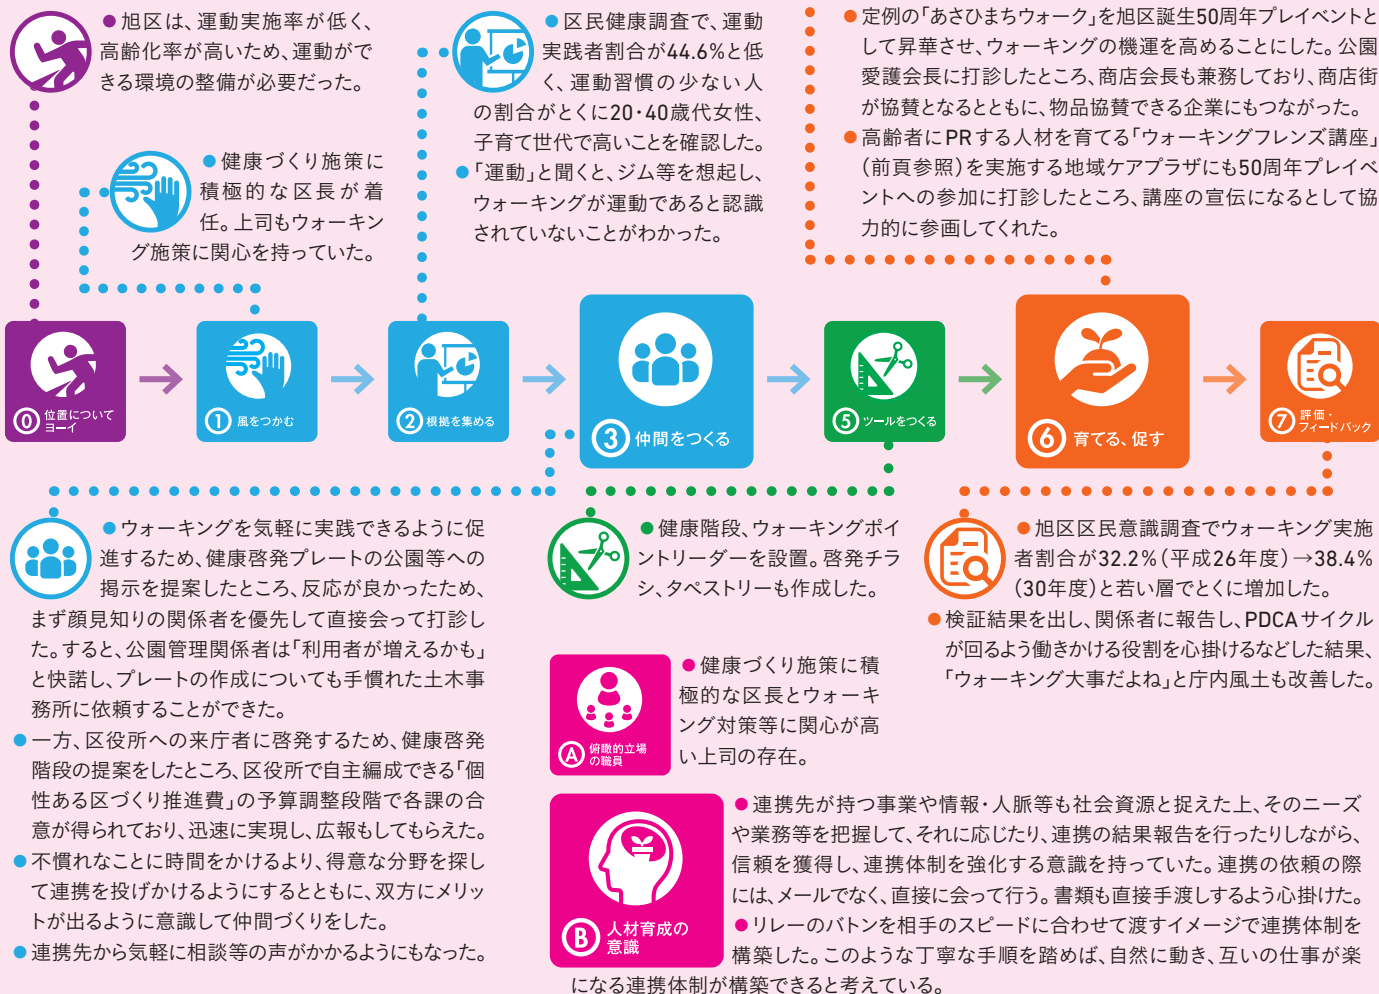 ●旭区は、運動実施率が低く、
高齢化率が高いため、運動がで
きる環境の整備が必要だった。
●健康づくり施策に
積極的な区長が着
任。上司もウォーキン
グ施策に関心を持っていた。
●区民健康調査で、運動
実践者割合が44.6%と低
く、運動習慣の少ない人
の割合がとくに20・40歳代女性、
子育て世代で高いことを確認した。
●「運動」と聞くと、ジム等を想起し、
ウォーキングが運動であると認識
されていないことがわかった。
●定例の「あさひまちウォーク」を旭区誕生50周年プレイベントと
して昇華させ、ウォーキングの機運を高めることにした。公園
愛護会長に打診したところ、商店会長も兼務しており、商店街
が協賛となるとともに、物品協賛できる企業にもつながった。
●高齢者にPRする人材を育てる「ウォーキングフレンズ講座」
(前頁参照)を実施する地域ケアプラザにも50周年プレイベ
ントへの参加に打診したところ、講座の宣伝になるとして協
力的に参画してくれた。
⓪ 位置について
ヨーイ
① 風をつかむ
② 根拠を集める
③ 仲間をつくる
⑤ ツールをつくる
⑥ 育てる、促す
⑦ 評価・
フィードバック
●ウォーキングを気軽に実践できるように促
進するため、健康啓発プレートの公園等への
掲示を提案したところ、反応が良かったため、
まず顔見知りの関係者を優先して直接会って打診し
た。すると、公園管理関係者は「利用者が増えるかも」
と快諾し、プレートの作成についても手慣れた土木事
務所に依頼することができた。
●一方、区役所への来庁者に啓発するため、健康啓発
階段の提案をしたところ、区役所で自主編成できる「個
性ある区づくり推進費」の予算調整段階で各課の合
意が得られており、迅速に実現し、広報もしてもらえた。
●不慣れなことに時間をかけるより、得意な分野を探し
て連携を投げかけるようにするとともに、双方にメリッ
トが出るように意識して仲間づくりをした。
●連携先から気軽に相談等の声がかかるようにもなった。
●健康階段、ウォーキングポイ
ントリーダーを設置。啓発チラ
シ、タペストリーも作成した。
●旭区区民意識調査でウォーキング実施
者割合が32.2%(平成26年度)→38.4%
(30年度)と若い層でとくに増加した。
●検証結果を出し、関係者に報告し、PDCAサイクル
が回るよう働きかける役割を心掛けるなどした結果、
「ウォーキング大事だよね」と庁内風土も改善した。
Ⓐ 俯瞰的立場
の職員
●健康づくり施策に積
極的な区長とウォーキ
ング対策等に関心が高
い上司の存在。
Ⓑ 人材育成の
意識
●連携先が持つ事業や情報・人脈等も社会資源と捉えた上、そのニーズ
や業務等を把握して、それに応じたり、連携の結果報告を行ったりしながら、
信頼を獲得し、連携体制を強化する意識を持っていた。連携の依頼の際
には、メールでなく、直接に会って行う。書類も直接手渡しするよう心掛けた。
●リレーのバトンを相手のスピードに合わせて渡すイメージで連携体制を
構築した。このような丁寧な手順を踏めば、自然に動き、互いの仕事が楽
になる連携体制が構築できると考えている。